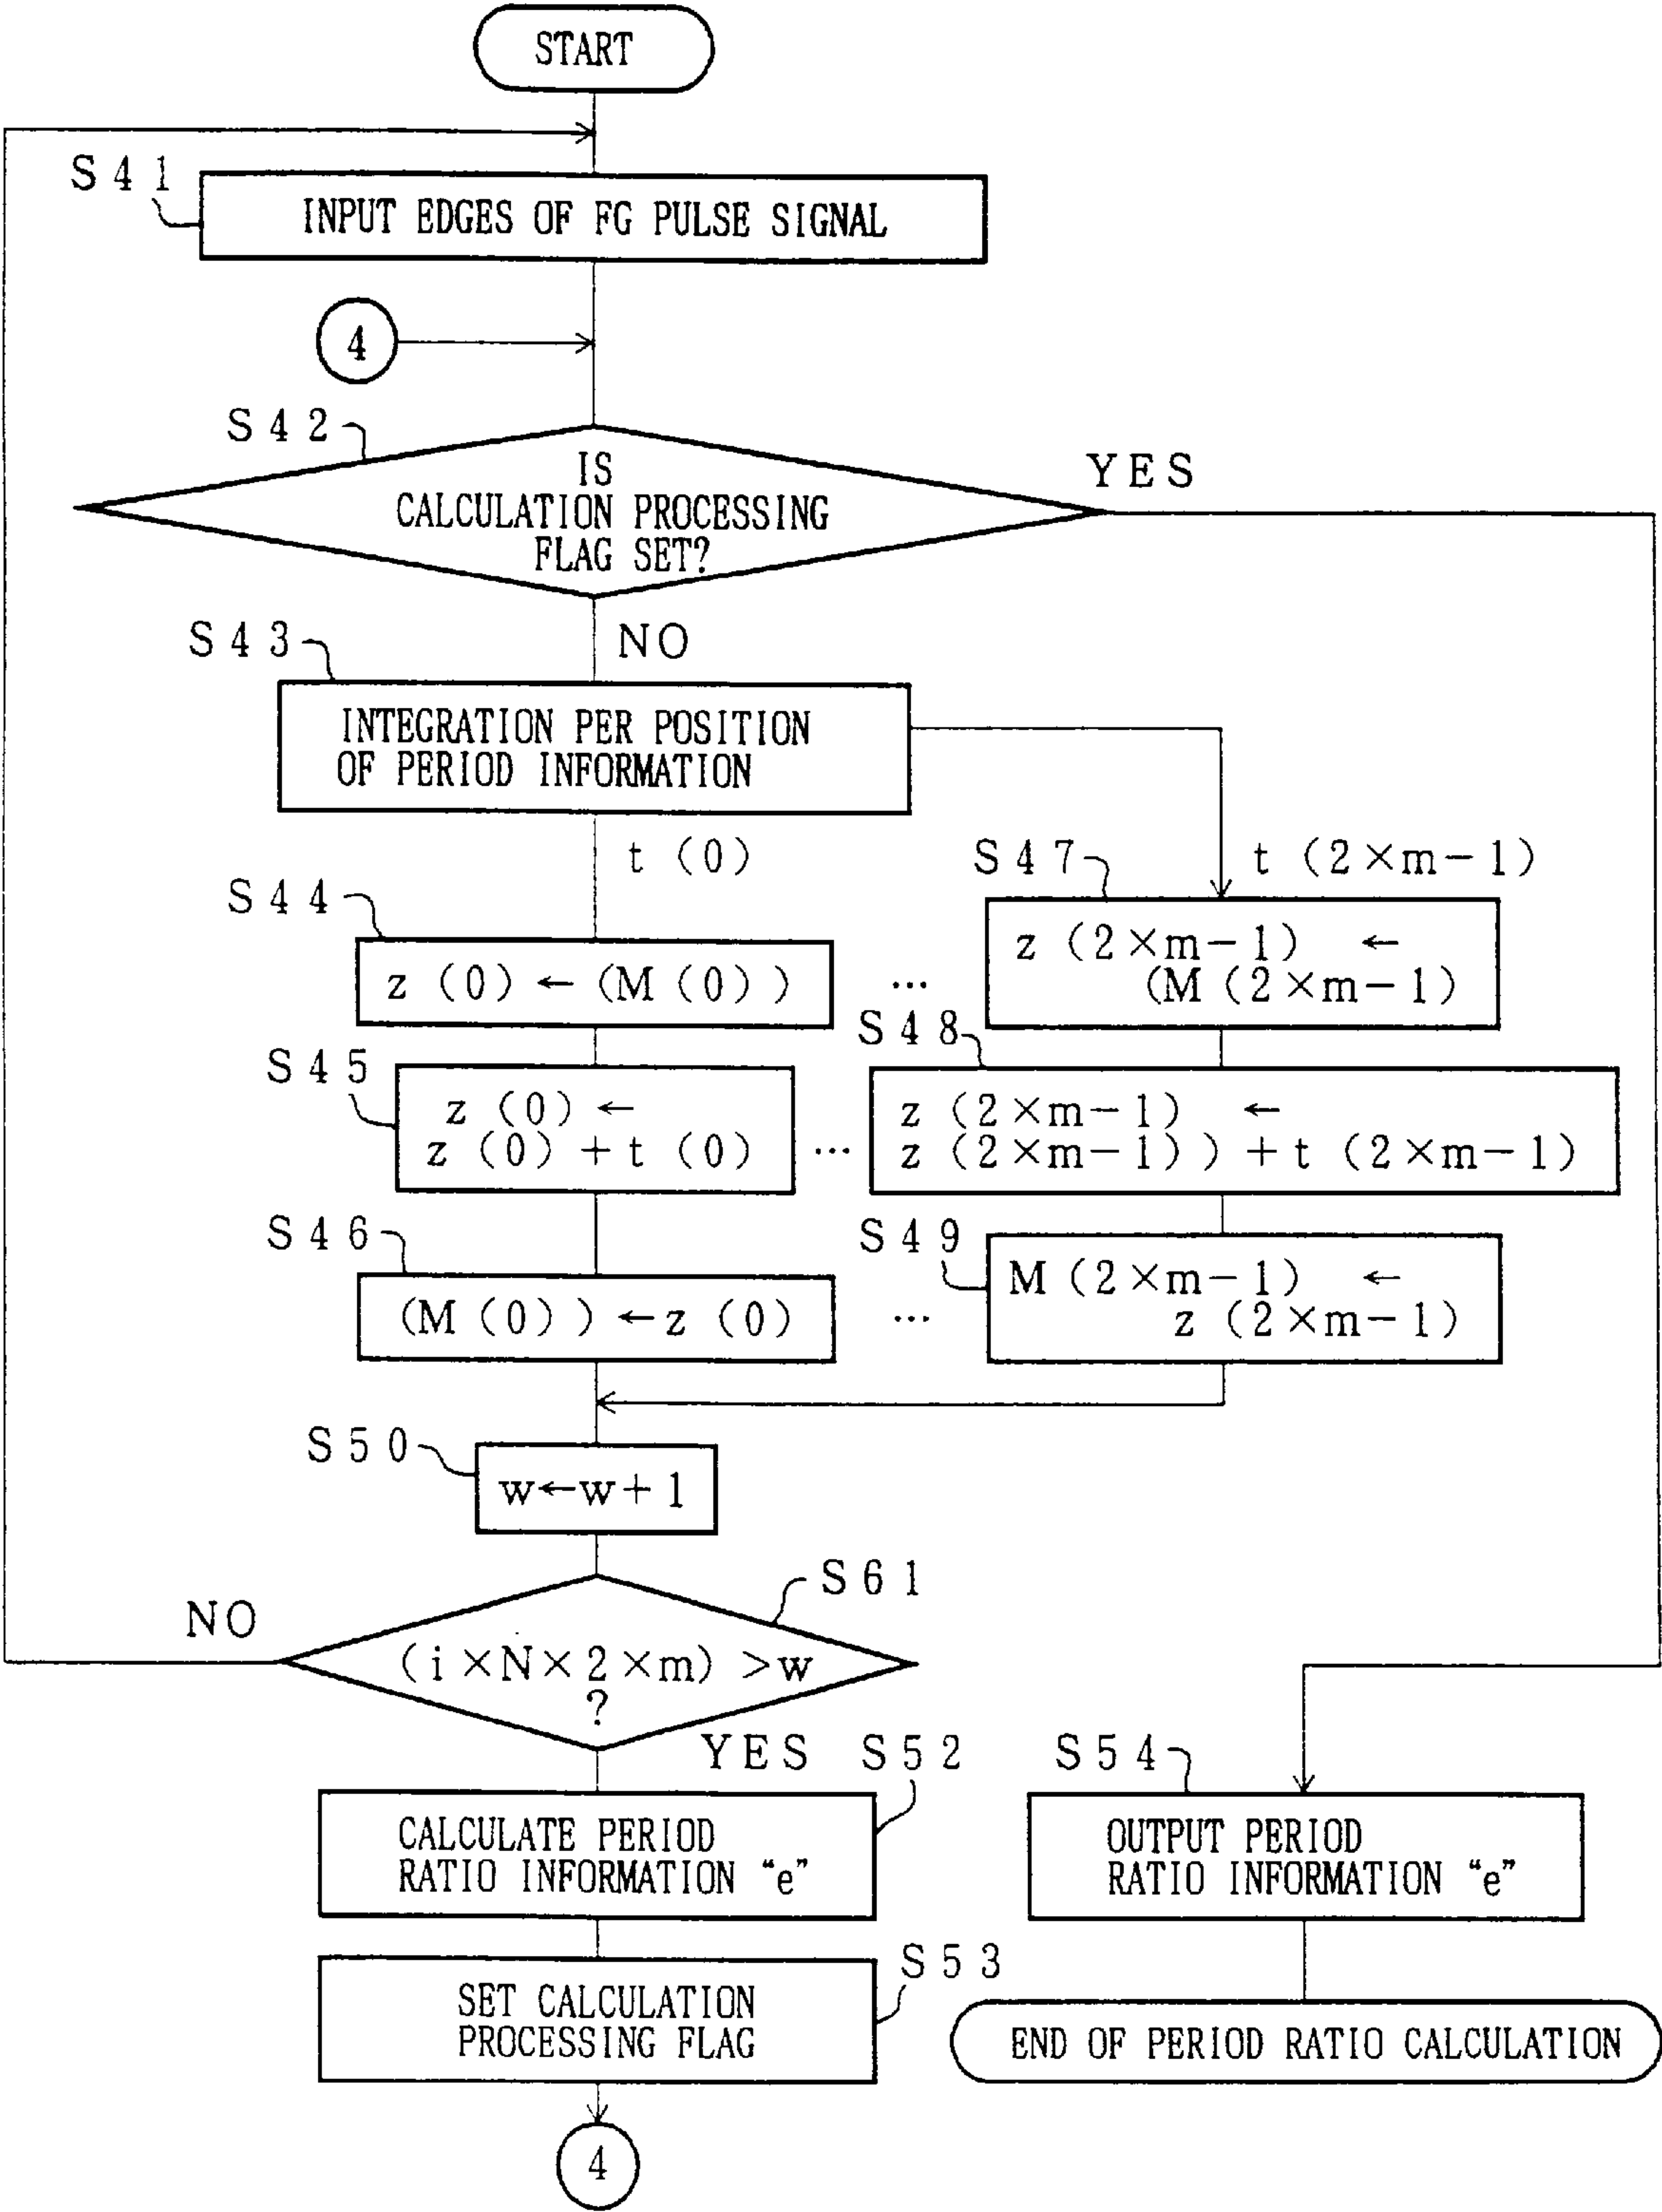 START
S41
INPUT EDGES OF FG PULSE SIGNAL
4
S42
IS
CALCULATION PROCESSING
FLAG SET?
YES
NO
S43
INTEGRATION PER POSITION
OF PERIOD INFORMATION
t (0)
S47
t (2×m−1)
S44
z (0) ← (M (0) )
...
z (2×m−1) ←
(M (2×m−1)
S45
z (0) ←
z (0) + t (0)
...
S48
z (2×m−1) ←
z (2×m−1) ) + t (2×m−1)
S46
(M (0) ) ← z (0)
...
S49
M (2×m−1) ←
z (2×m−1)
S50
w←w+1
S61
(i×N×2×m) >w
?
NO
YES
S52
CALCULATE PERIOD
RATIO INFORMATION “e”
S54
OUTPUT PERIOD
RATIO INFORMATION “e”
S53
SET CALCULATION
PROCESSING FLAG
END OF PERIOD RATIO CALCULATION
4